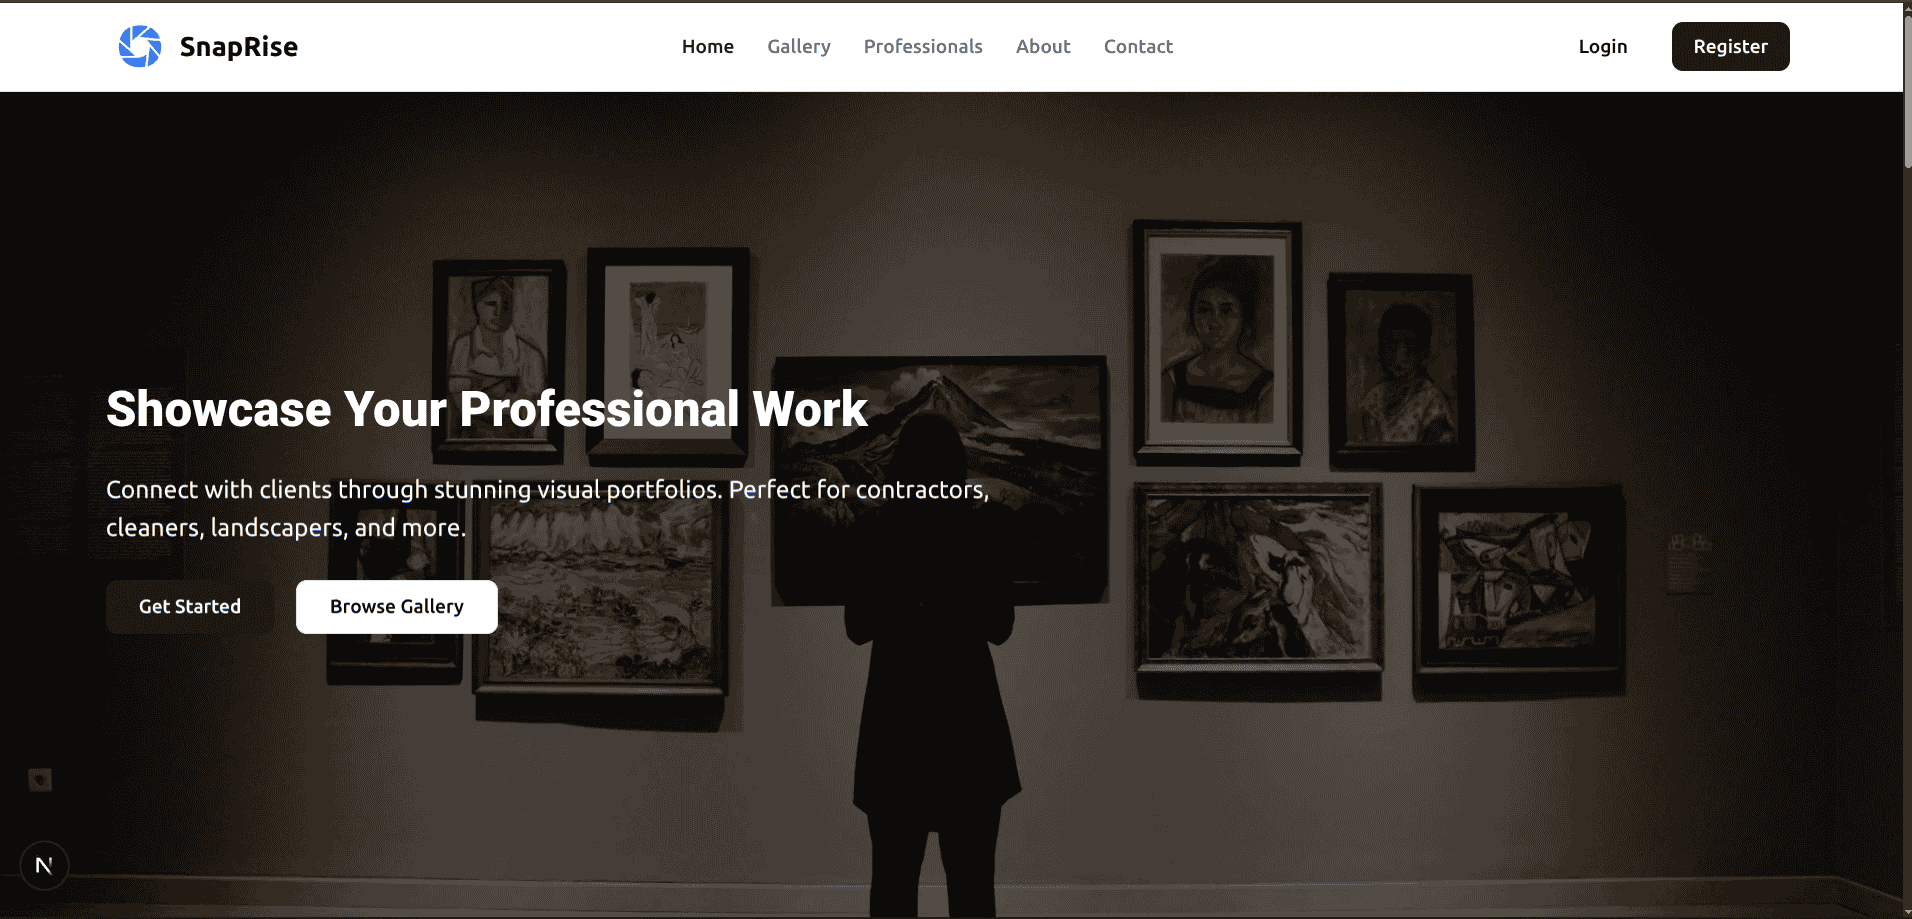 SnapRise
Home Gallery Professionals About Contact
Login Register
Showcase Your Professional Work
Connect with clients through stunning visual portfolios. Perfect for contractors,
cleaners, landscapers, and more.
Get Started Browse Gallery
N